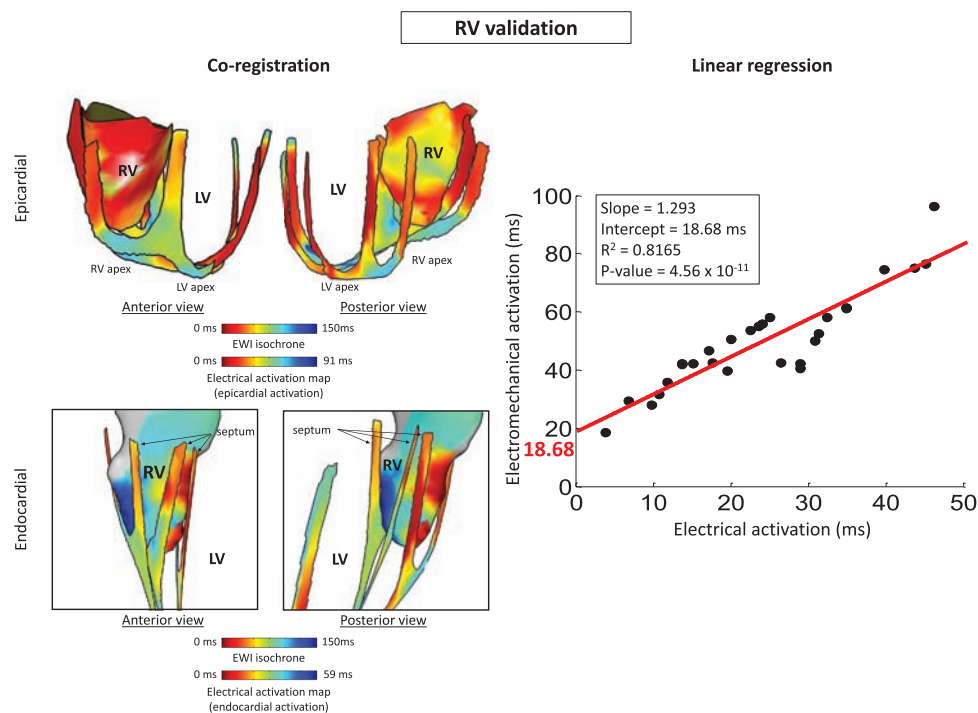 RV validation
Co-registration
Linear regression
Epicardial
RV
LV
RV apex
LV apex
Anterior view
LV
RV
RV apex
LV apex
Posterior view
0 ms 150ms
EWI isochrone
0 ms 91 ms
Electrical activation map
(epicardial activation)
Endocardial
septum
RV
LV
Anterior view
septum
RV
LV
Posterior view
0 ms 150ms
EWI isochrone
0 ms 59 ms
Electrical activation map
(endocardial activation)
Electromechanical activation (ms)
100
80
60
40
20
18.68
0
Slope = 1.293
Intercept = 18.68 ms
R² = 0.8165
P-value = 4.56 x 10⁻¹¹
0 10 20 30 40 50
Electrical activation (ms)